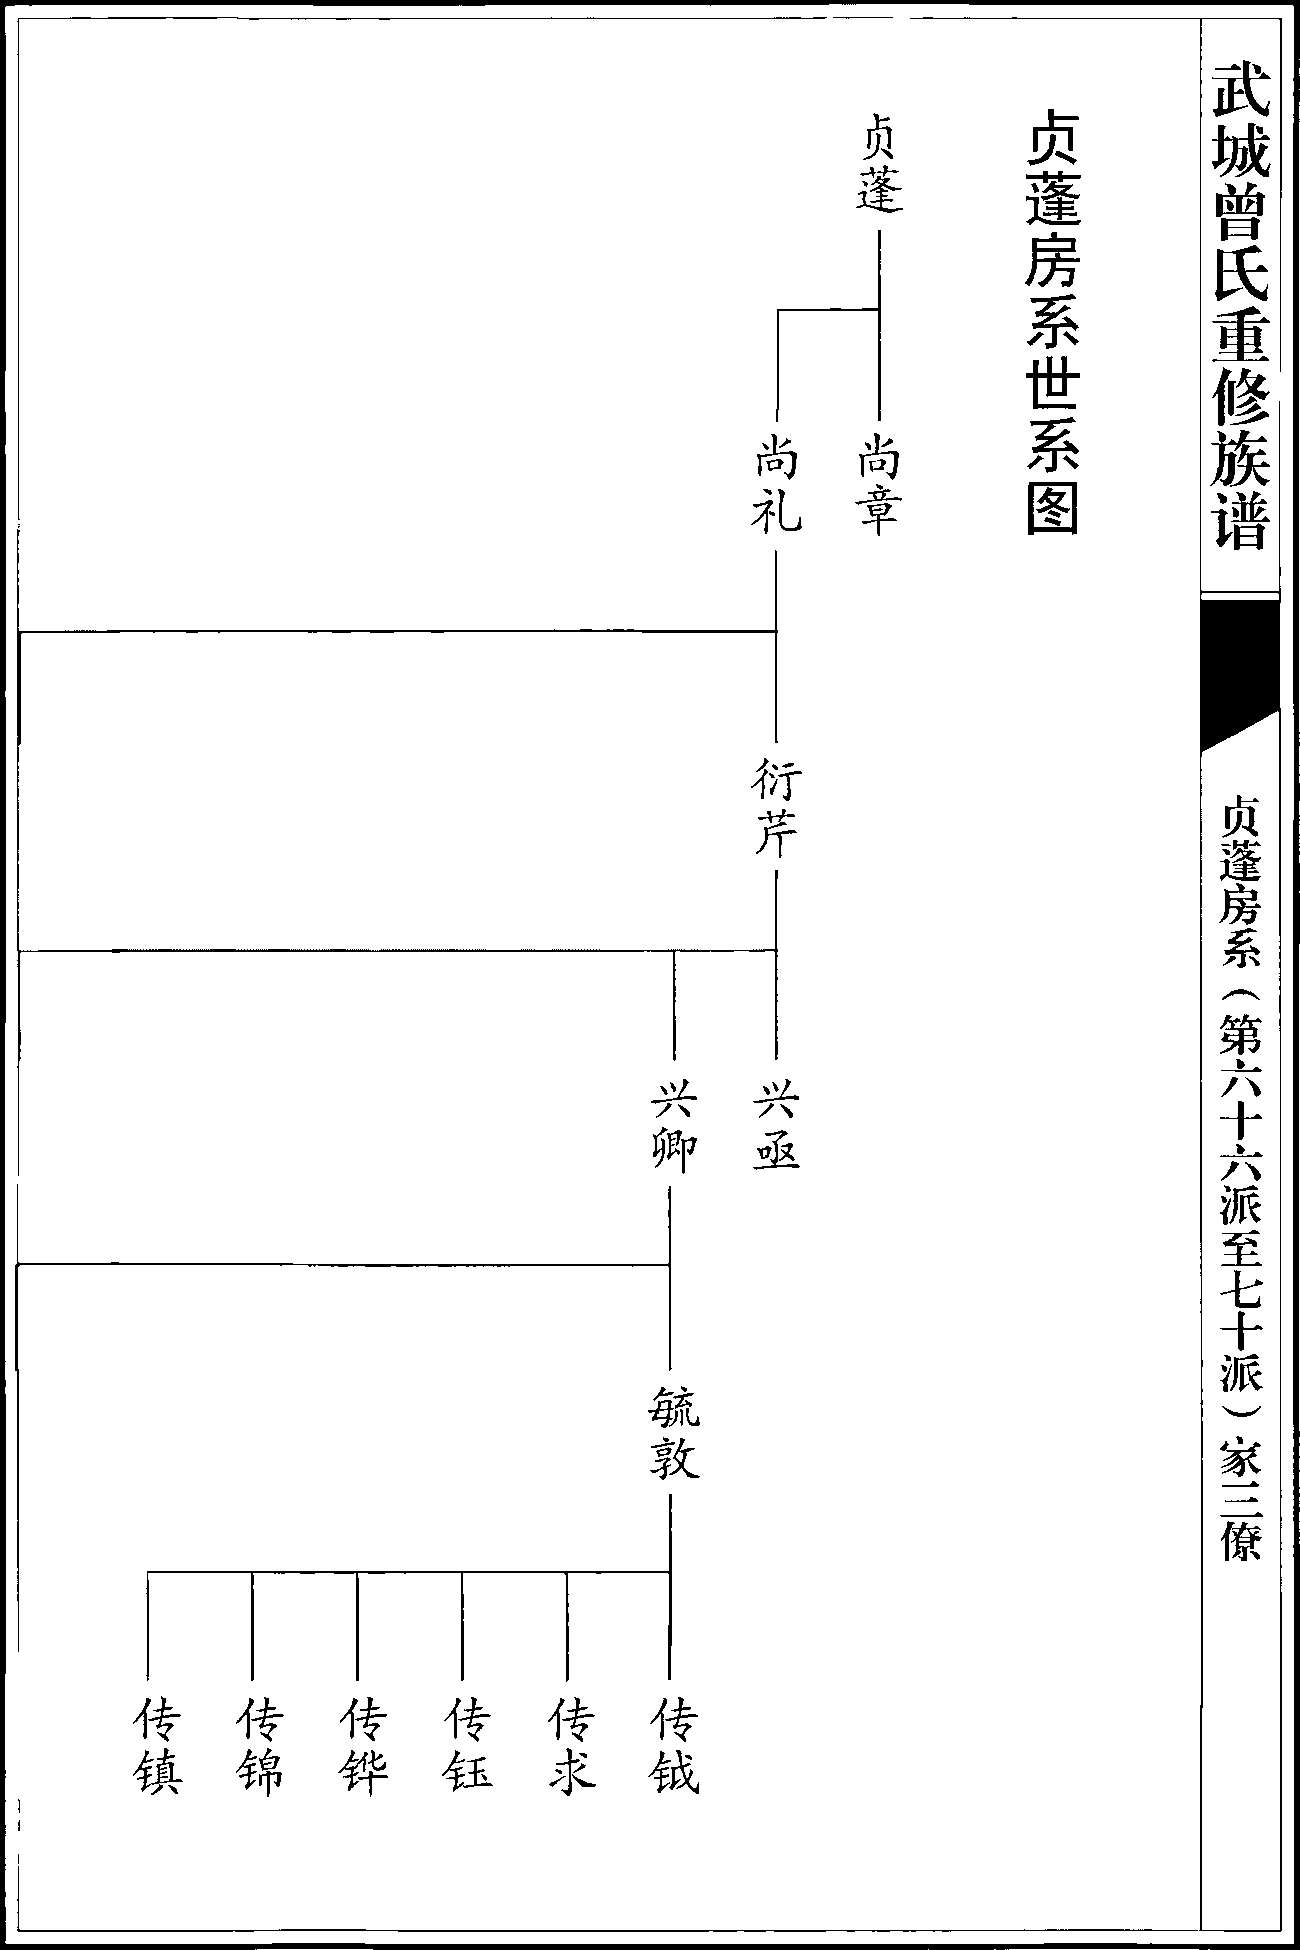 武城曾氏重修族谱
贞蓬房系（第六十六派至七十派）家三僚
贞蓬房系世系图
贞蓬
尚章
尚礼
衍芹
兴亟
兴卿
毓敦
传钺
传求
传钰
传铧
传锦
传镇